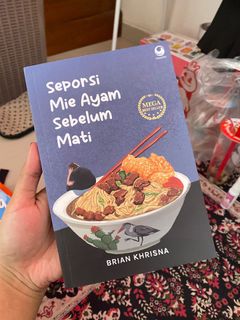 Seporsi
Mie Ayam
Sebelum
Mati
MEGA
BEST SELLER
BRIAN KHRISNA